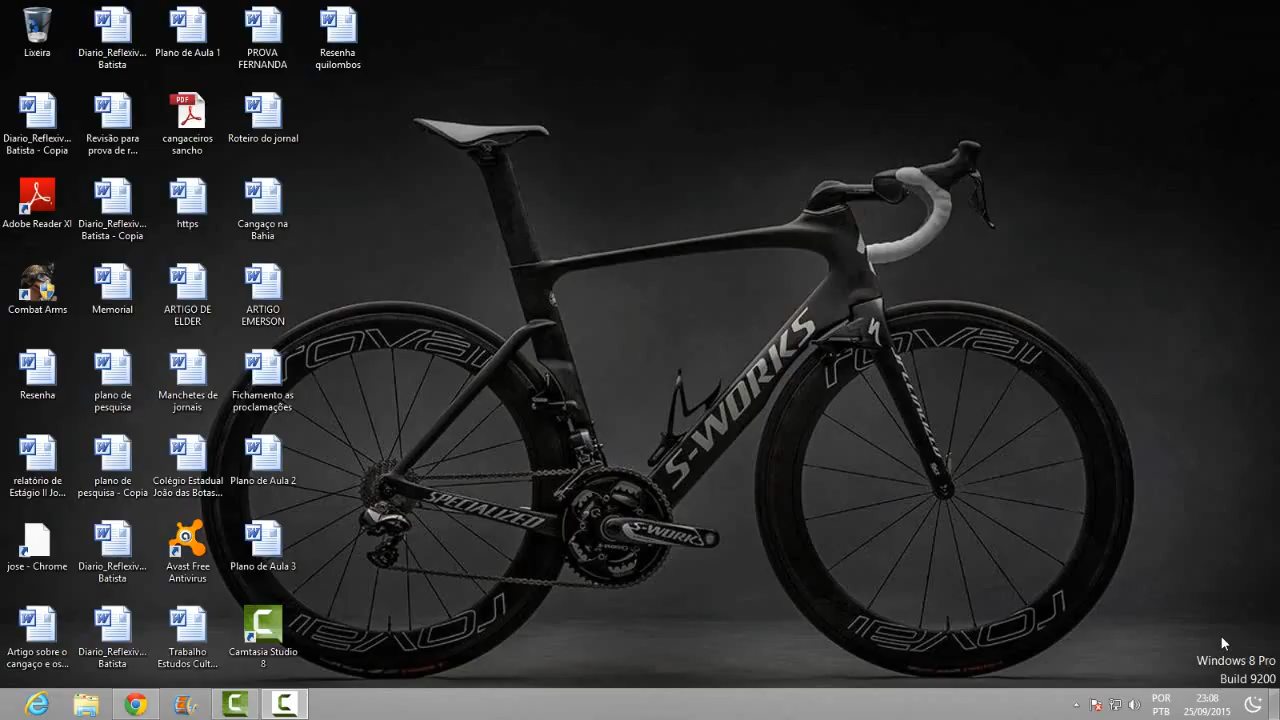 Lixeira
Diario_Reflexiv...
Batista
Plano de Aula 1
PROVA
FERNANDA
Resenha
quilombos
Diario_Reflexiv...
Batista - Copia
Revisão para
prova de r...
PDF
cangaceiros
sancho
Roteiro do jornal
Adobe Reader XI
Diario_Reflexiv...
Batista - Copia
https
Cangaço na
Bahia
Combat Arms
Memorial
ARTIGO DE
ELDER
ARTIGO
EMERSON
Resenha
plano de
pesquisa
Manchetes de
jornais
Fichamento as
proclamações
relatório de
Estágio II Jo...
plano de
pesquisa - Copia
Colégio Estadual
João das Botas...
Plano de Aula 2
jose - Chrome
Diario_Reflexiv...
Batista
Avast Free
Antivirus
Plano de Aula 3
Artigo sobre o
cangaço e os...
Diario_Reflexiv...
Batista
Trabalho
Estudos Cult...
Camtasia Studio
8
roval
roval
S-WORKS
SPECIALIZED
S-WORKS
roval
roval
Windows 8 Pro
Build 9200
POR
PTB
23:08
25/09/2015